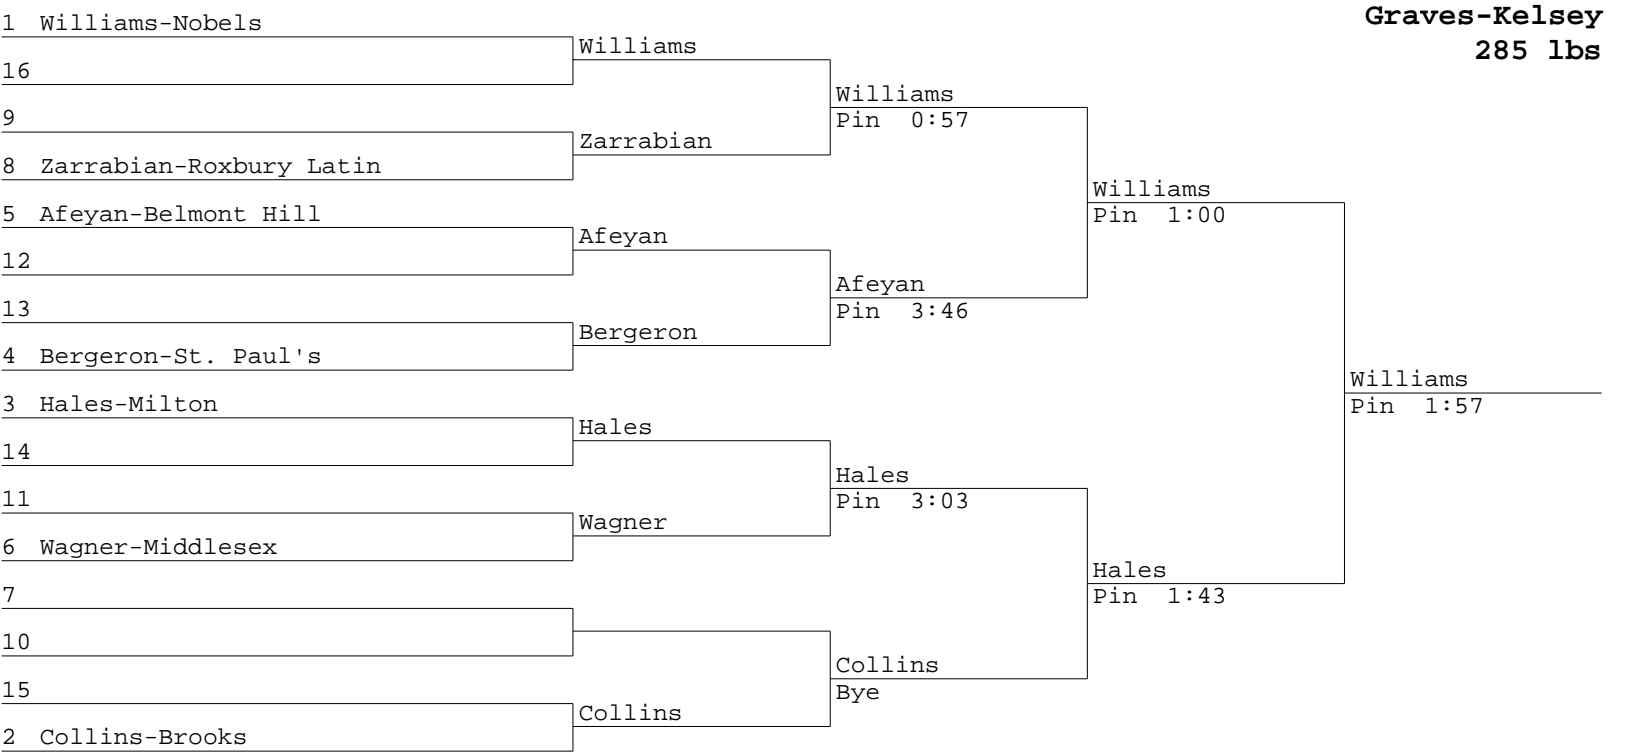 Graves-Kelsey
285 lbs
1 Williams-Nobels
16
9
8 Zarrabian-Roxbury Latin
5 Afeyan-Belmont Hill
12
13
4 Bergeron-St. Paul's
3 Hales-Milton
14
11
6 Wagner-Middlesex
7
10
15
2 Collins-Brooks
Williams
Zarrabian
Afeyan
Bergeron
Hales
Wagner
Collins
Williams
Pin 0:57
Afeyan
Pin 3:46
Hales
Pin 3:03
Collins
Bye
Williams
Pin 1:00
Hales
Pin 1:43
Williams
Pin 1:57